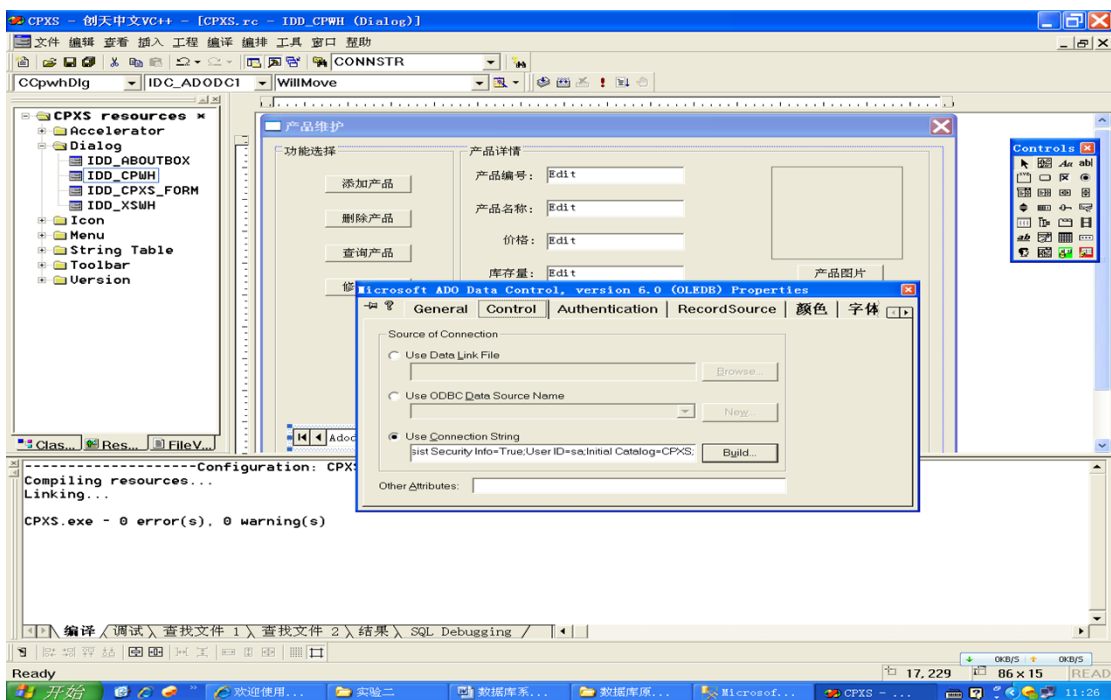 CPXS - 创天中文VC++ - [CPXS.rc - IDD_CPWH (Dialog)]
文件 编辑 查看 插入 工程 编译 编排 工具 窗口 帮助
CONNSTR
CCpwhDlg IDC_ADODC1 WillMove
CPXS resources *
Accelerator
Dialog
IDD_ABOUTBOX
IDD_CPWH
IDD_CPXS_FORM
IDD_XSWH
Icon
Menu
String Table
Toolbar
Version
Clas... Res... FileV...
产品维护
功能选择
添加产品
删除产品
查询产品
修
产品详情
产品编号: Edit
产品名称: Edit
价格: Edit
库存量: Edit
产品图片
Adoc
Controls
Microsoft ADO Data Control, version 6.0 (OLEDB) Properties
General Control Authentication RecordSource 颜色 字体
Source of Connection
Use Data Link File
Browse...
Use ODBC Data Source Name
New...
Use Connection String
sist Security Info=True;User ID=sa;Initial Catalog=CPXS;
Build...
Other Attributes:
--------------------Configuration: CPX
Compiling resources...
Linking...
CPXS.exe - 0 error(s), 0 warning(s)
编译 调试 查找文件 1 查找文件 2 结果 SQL Debugging
Ready
17, 229 86 x 15 READ
0KB/S 0KB/S
开始 欢迎使用... 实验二 数据库系... 数据库原... Microsof... CPXS - ... 11:26